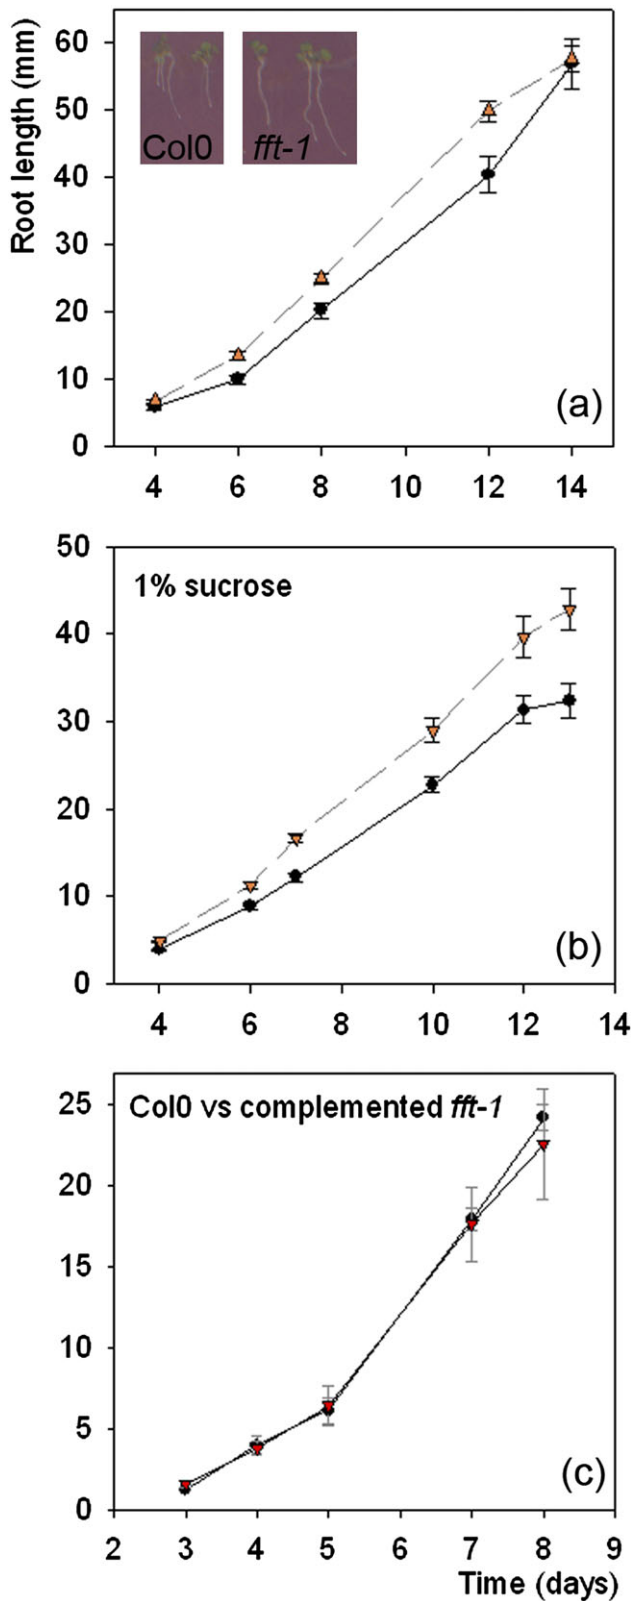 Root length (mm)
60
50
40
30
20
10
0
Col0
fft-1
(a)
4 6 8 10 12 14
50
40
30
20
10
0
1% sucrose
(b)
4 6 8 10 12 14
25
20
15
10
5
0
Col0 vs complemented fft-1
(c)
2 3 4 5 6 7 8 9
Time (days)